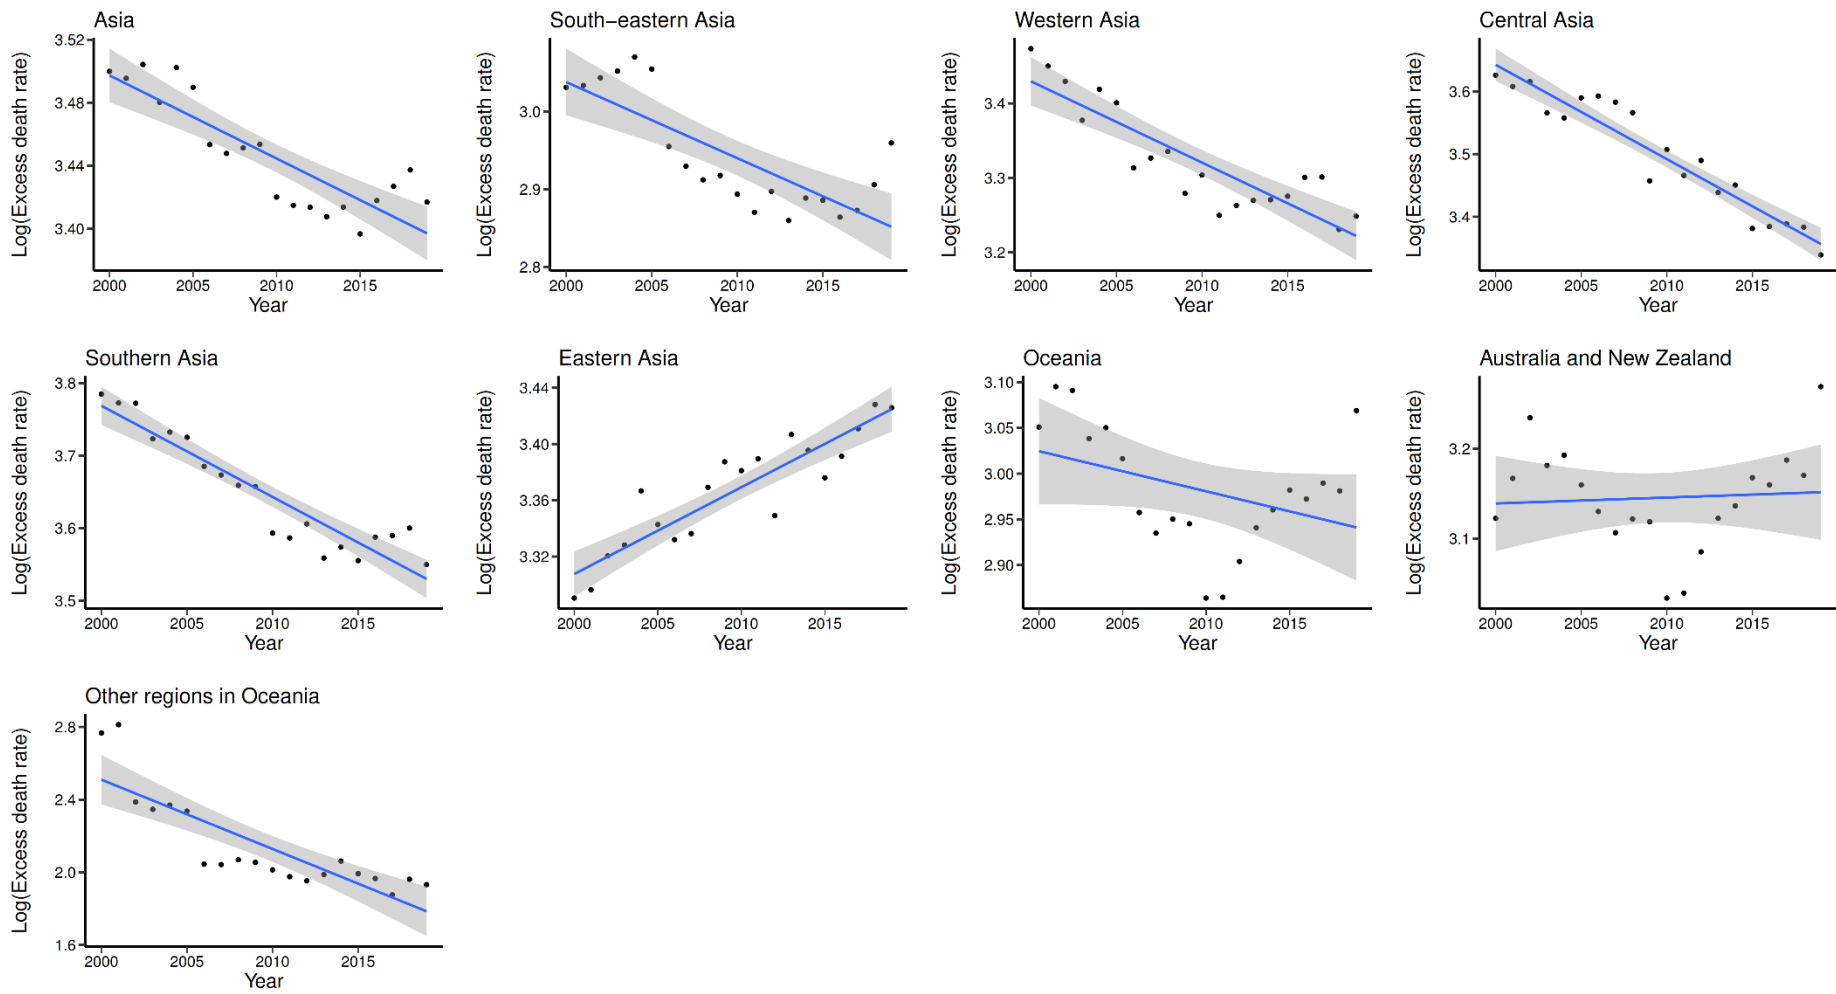 Asia
Log(Excess death rate)
3.52
3.48
3.44
3.40
2000 2005 2010 2015
Year
South−eastern Asia
Log(Excess death rate)
3.0
2.9
2.8
2000 2005 2010 2015
Year
Western Asia
Log(Excess death rate)
3.4
3.3
3.2
2000 2005 2010 2015
Year
Central Asia
Log(Excess death rate)
3.6
3.5
3.4
2000 2005 2010 2015
Year
Southern Asia
Log(Excess death rate)
3.8
3.7
3.6
3.5
2000 2005 2010 2015
Year
Eastern Asia
Log(Excess death rate)
3.44
3.40
3.36
3.32
2000 2005 2010 2015
Year
Oceania
Log(Excess death rate)
3.10
3.05
3.00
2.95
2.90
2000 2005 2010 2015
Year
Australia and New Zealand
Log(Excess death rate)
3.2
3.1
2000 2005 2010 2015
Year
Other regions in Oceania
Log(Excess death rate)
2.8
2.4
2.0
1.6
2000 2005 2010 2015
Year